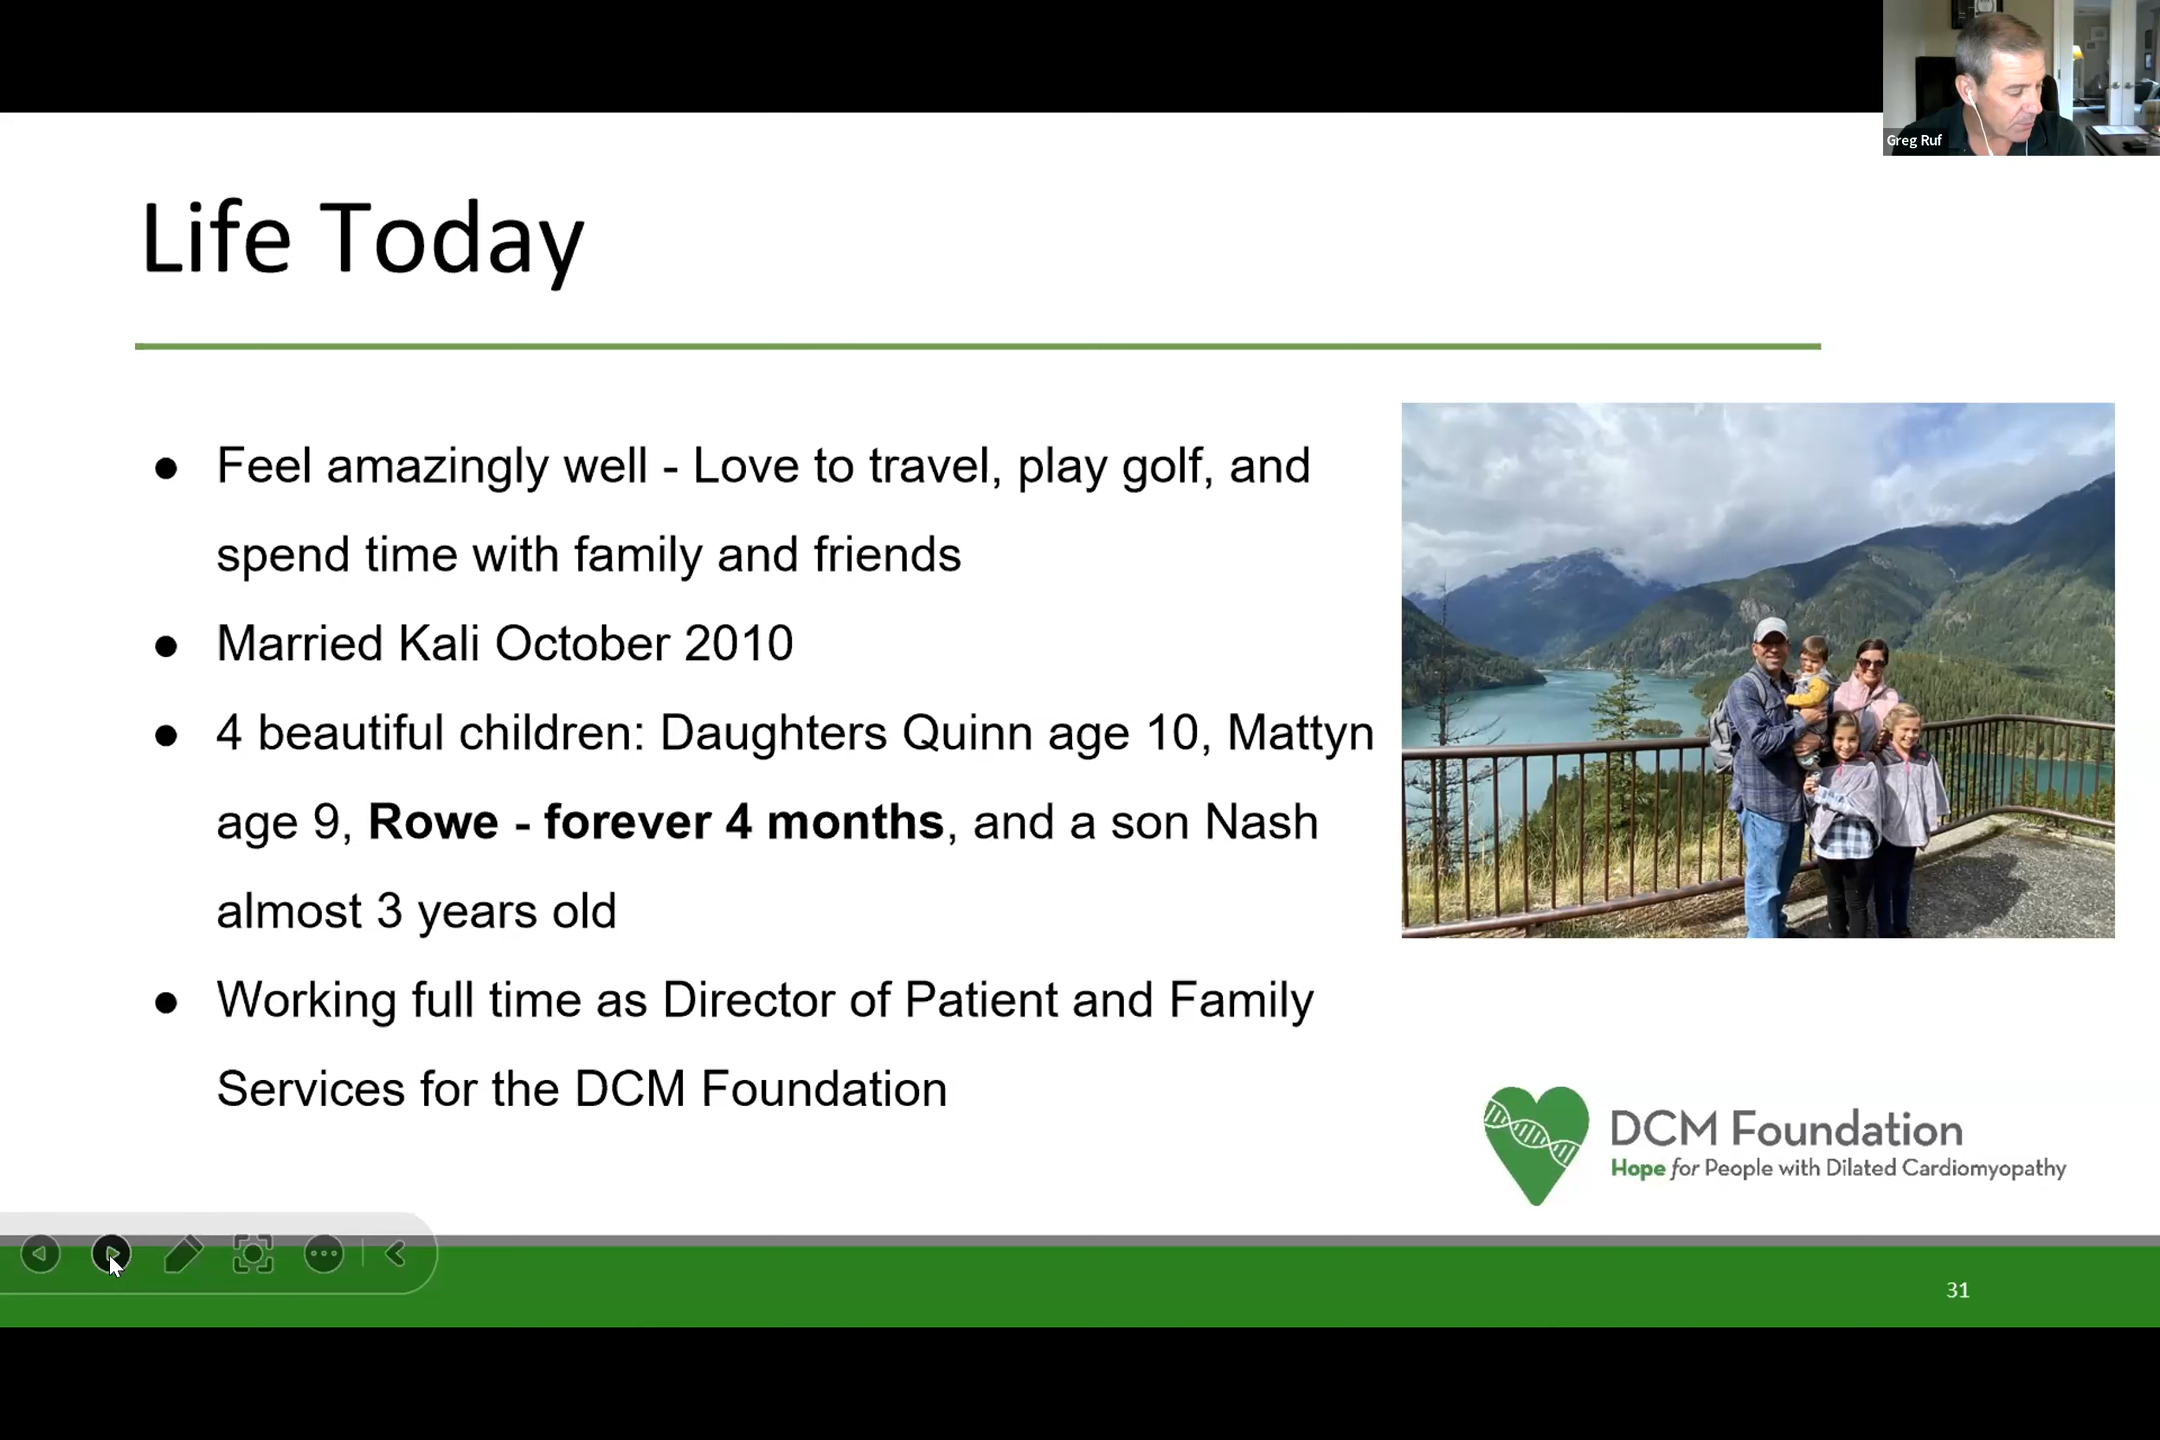 Greg Ruf
Life Today
● Feel amazingly well - Love to travel, play golf, and
spend time with family and friends
● Married Kali October 2010
● 4 beautiful children: Daughters Quinn age 10, Mattyn
age 9, Rowe - forever 4 months, and a son Nash
almost 3 years old
● Working full time as Director of Patient and Family
Services for the DCM Foundation
DCM Foundation
Hope for People with Dilated Cardiomyopathy
31